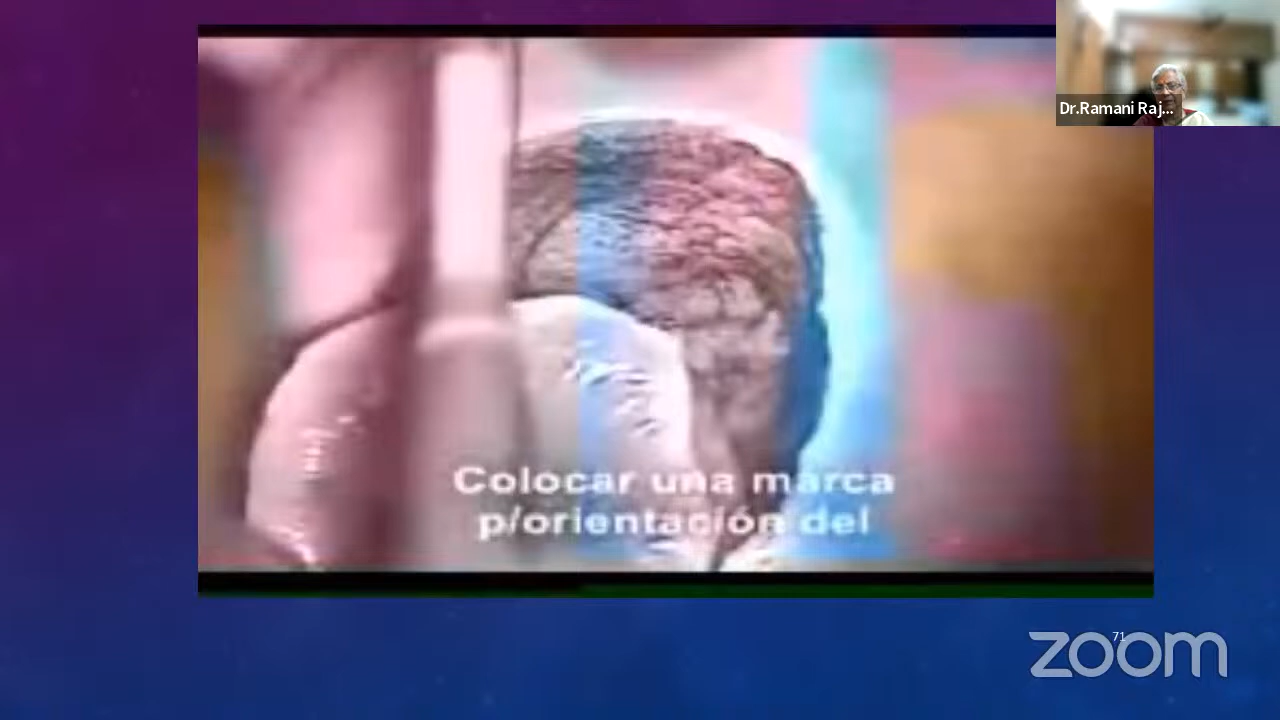 Dr.Ramani Raj...
Colocar una marca
p/orientación del
71
zoom